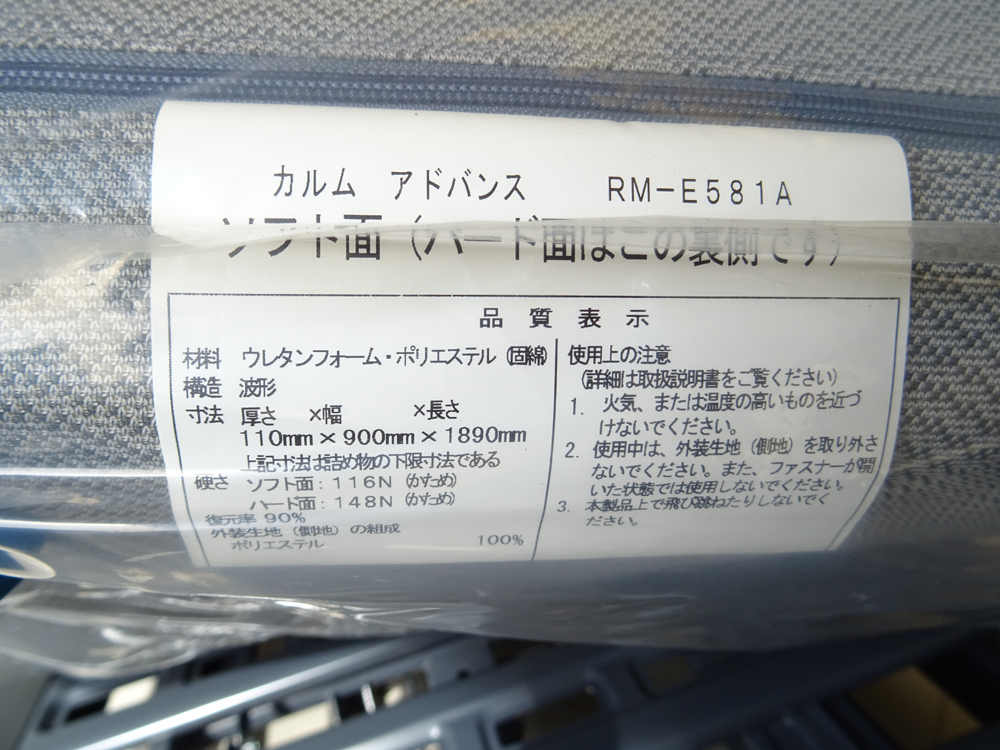 カルム アドバンス RM-E581A
ソフト面(ハード面はこの裏側です)
品質表示
材料 ウレタンフォーム・ポリエステル(固綿)
構造 波形
寸法 厚さ ×幅 ×長さ
110mm×900mm×1890mm
上記寸法は詰め物の下限寸法である
硬さ ソフト面:116N(かため)
ハード面:148N(かため)
復元率 90%
外装生地(側地)の組成
ポリエステル 100%
使用上の注意
(詳細は取扱説明書をご覧ください)
1. 火気、または温度の高いものを近づ
けないでください。
2. 使用中は、外装生地(側地)を取り外さ
ないでください。また、ファスナーが開
いた状態では使用しないでください。
3. 本製品上で飛び跳ねたりしないでく
ださい。